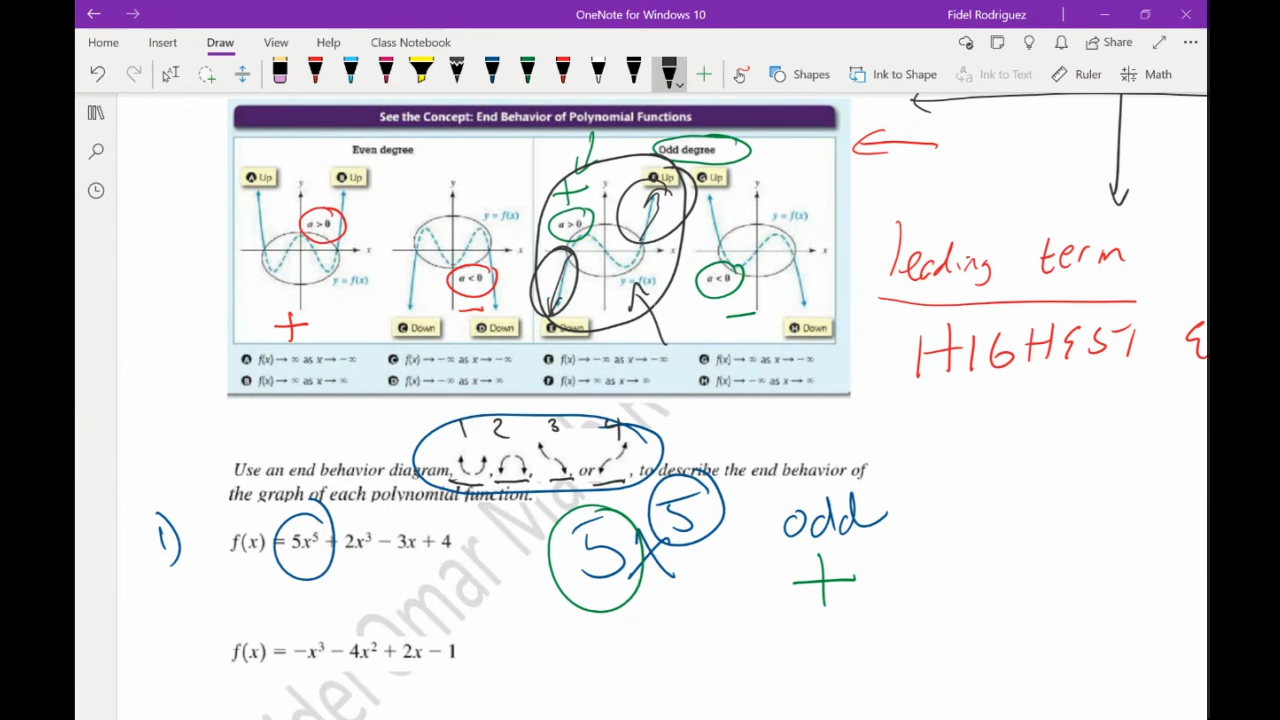 OneNote for Windows 10
Fidel Rodriguez
Home Insert Draw View Help Class Notebook
Share
Shapes Ink to Shape Ink to Text Ruler Math
See the Concept: End Behavior of Polynomial Functions
Even degree
Odd degree
A Up
B Up
y
a > 0
x
y = f(x)
y
y = f(x)
x
a < 0
C Down
D Down
+
−
+
F Up
y
a > 0
x
y = f(x)
E Down
G Up
y
y = f(x)
x
a < 0
H Down
−
A f(x) → ∞ as x → −∞
C f(x) → −∞ as x → −∞
E f(x) → −∞ as x → −∞
G f(x) → ∞ as x → −∞
B f(x) → ∞ as x → ∞
D f(x) → −∞ as x → ∞
F f(x) → ∞ as x → ∞
H f(x) → −∞ as x → ∞
leading term
HIGHEST
1 2 3 4
Use an end behavior diagram, , , , or , to describe the end behavior of
the graph of each polynomial function.
1) f(x) = 5x⁵ + 2x³ − 3x + 4
5x⁵
odd
+
f(x) = −x³ − 4x² + 2x − 1
Omar